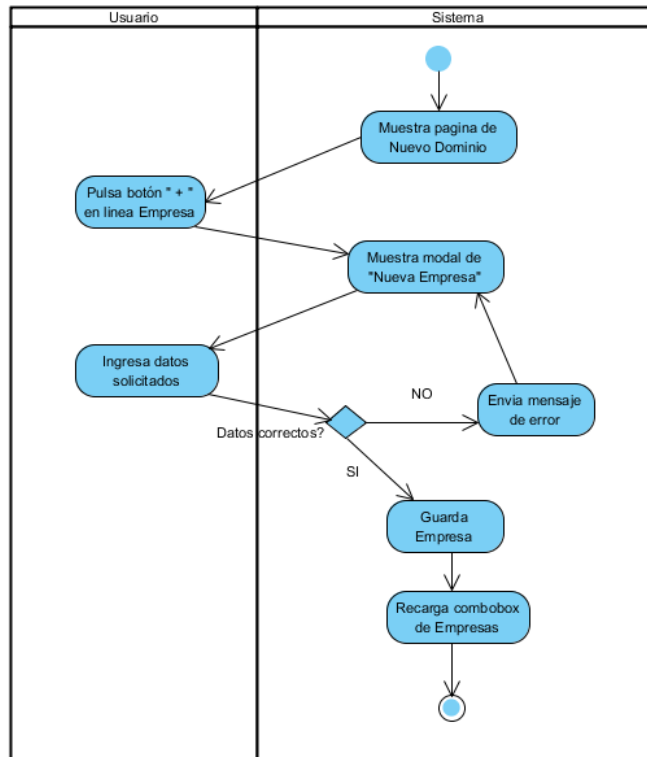 Usuario
Sistema
Muestra pagina de
Nuevo Dominio
Pulsa botón " + "
en linea Empresa
Muestra modal de
"Nueva Empresa"
Ingresa datos
solicitados
Datos correctos?
NO
Envia mensaje
de error
SI
Guarda
Empresa
Recarga combobox
de Empresas